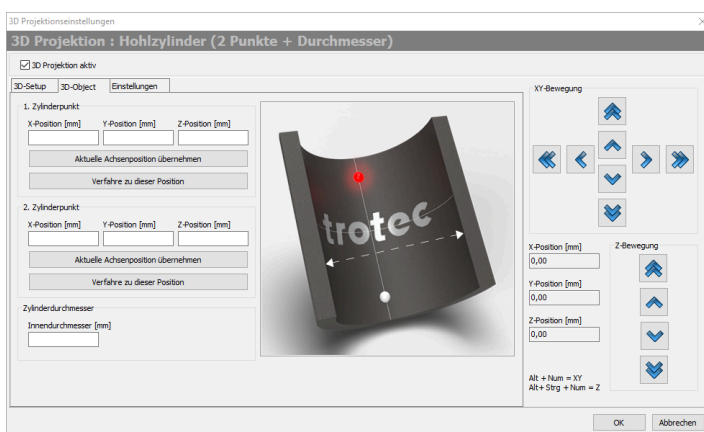 3D Projektionseinstellungen
3D Projektion : Hohlzylinder (2 Punkte + Durchmesser)
3D Projektion aktiv
3D-Setup 3D-Object Einstellungen
1. Zylinderpunkt
X-Position [mm] Y-Position [mm] Z-Position [mm]
Aktuelle Achsenposition übernehmen
Verfahre zu dieser Position
2. Zylinderpunkt
X-Position [mm] Y-Position [mm] Z-Position [mm]
Aktuelle Achsenposition übernehmen
Verfahre zu dieser Position
Zylinderdurchmesser
Innendurchmesser [mm]
trotec
XY-Bewegung
X-Position [mm]
0,00
Y-Position [mm]
0,00
Z-Position [mm]
0,00
Z-Bewegung
Alt + Num = XY
Alt+ Strg + Num = Z
OK Abbrechen